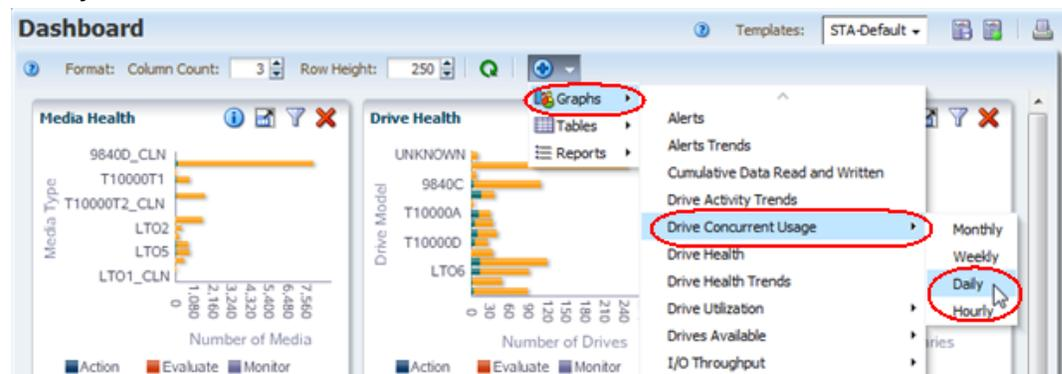 Dashboard
Templates: STA-Default
Format: Column Count: 3 Row Height: 250
Graphs
Tables
Reports
Alerts
Alerts Trends
Cumulative Data Read and Written
Drive Activity Trends
Drive Concurrent Usage
Drive Health
Drive Health Trends
Drive Utilization
Drives Available
I/O Throughput
Monthly
Weekly
Daily
Hourly
Media Health
Media Type
9840D_CLN
T10000T1
T10000T2_CLN
LTO2
LTO5
LTO1_CLN
0 1,080 2,160 3,240 4,320 5,400 6,480 7,560
Number of Media
Action Evaluate Monitor
Drive Health
Drive Model
UNKNOWN
9840C
T10000A
T10000D
LTO6
0 30 60 90 120 150 180 210 240
Number of Drives
Action Evaluate Monitor